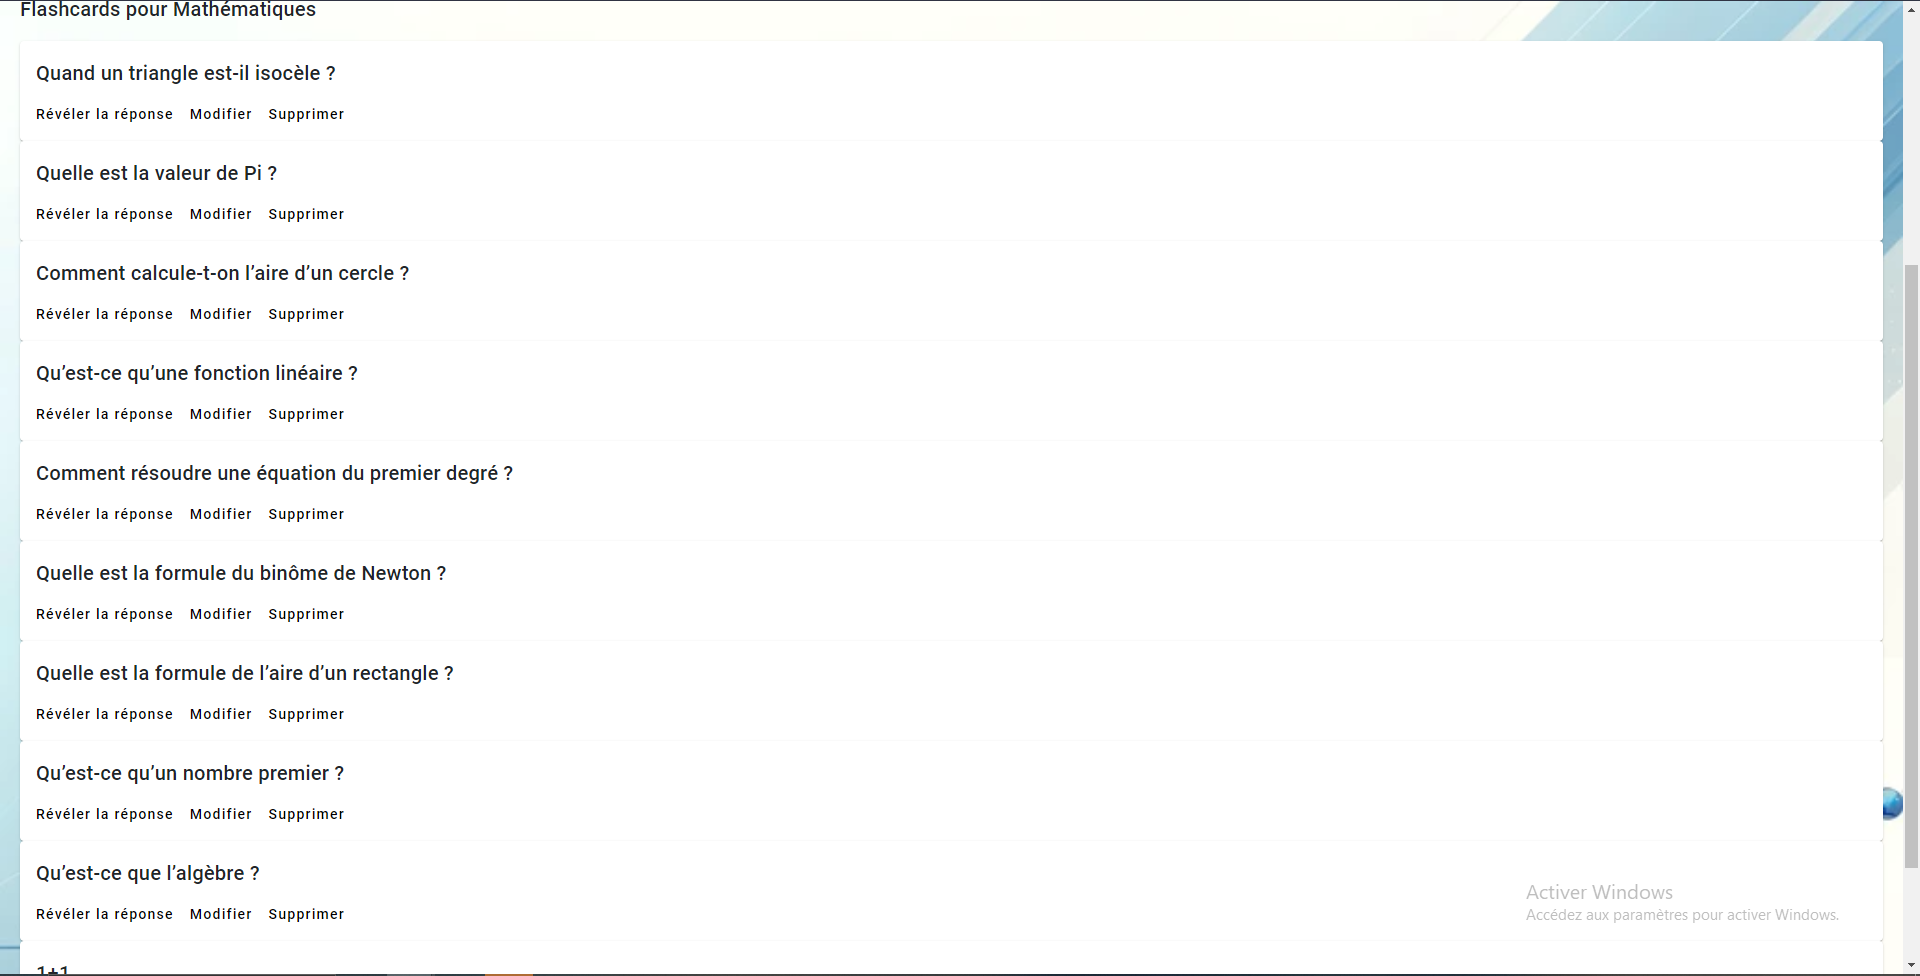 Flashcards pour Mathématiques
Quand un triangle est-il isocèle ?
Révéler la réponse Modifier Supprimer
Quelle est la valeur de Pi ?
Révéler la réponse Modifier Supprimer
Comment calcule-t-on l’aire d’un cercle ?
Révéler la réponse Modifier Supprimer
Qu’est-ce qu’une fonction linéaire ?
Révéler la réponse Modifier Supprimer
Comment résoudre une équation du premier degré ?
Révéler la réponse Modifier Supprimer
Quelle est la formule du binôme de Newton ?
Révéler la réponse Modifier Supprimer
Quelle est la formule de l’aire d’un rectangle ?
Révéler la réponse Modifier Supprimer
Qu’est-ce qu’un nombre premier ?
Révéler la réponse Modifier Supprimer
Qu’est-ce que l’algèbre ?
Révéler la réponse Modifier Supprimer
Activer Windows
Accédez aux paramètres pour activer Windows.
1+1